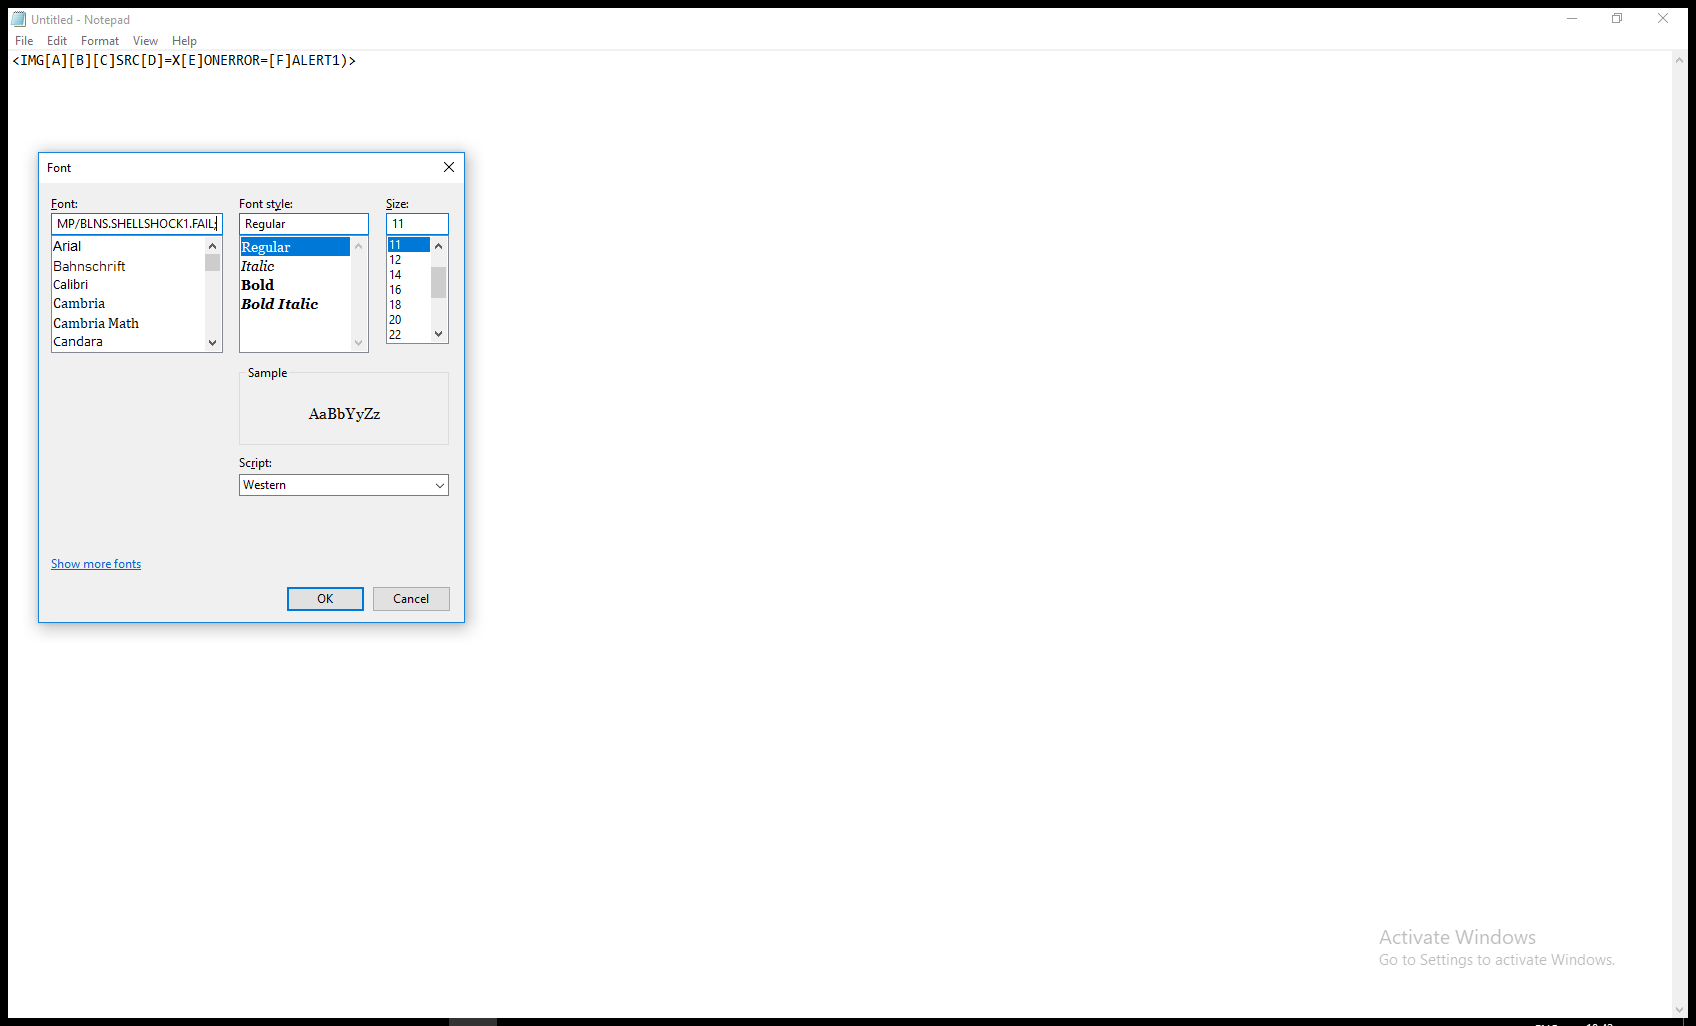 Untitled - Notepad
File Edit Format View Help
<IMG[A][B][C]SRC[D]=X[E]ONERROR=[F]ALERT1)>
Font
Font: Font style: Size:
MP/BLNS.SHELLSHOCK1.FAIL; Regular 11
Arial Regular 11
Bahnschrift Italic 12
Calibri Bold 14
Cambria Bold Italic 16
Cambria Math 18
Candara 20
22
Sample
AaBbYyZz
Script:
Western
Show more fonts
OK Cancel
Activate Windows
Go to Settings to activate Windows.